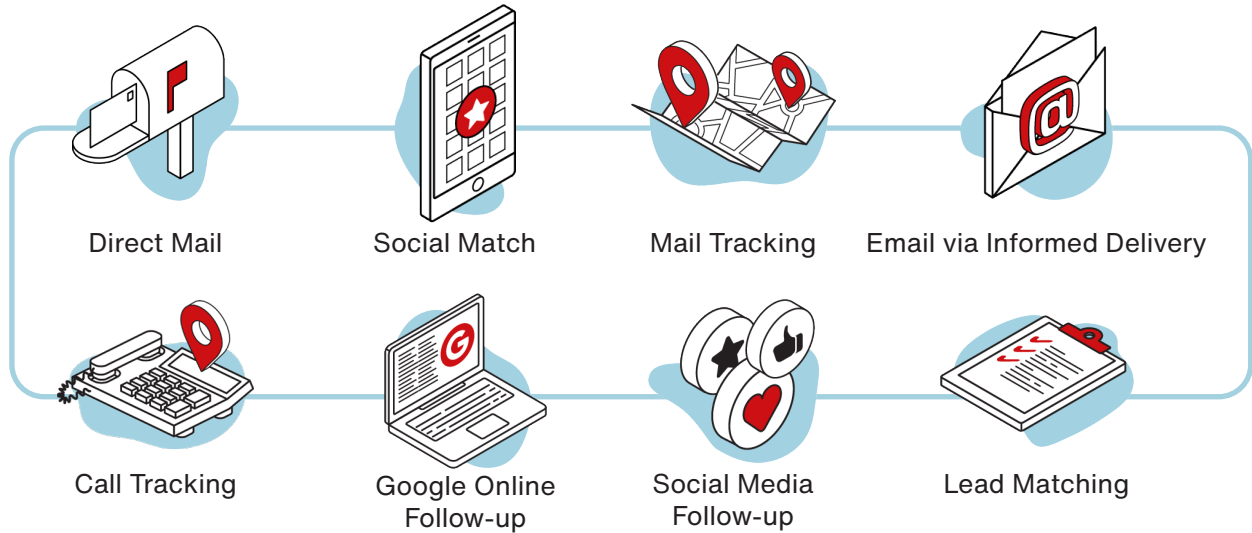 Direct Mail
Social Match
Mail Tracking
Email via Informed Delivery
G
@
Call Tracking
Google Online
Follow-up
Social Media
Follow-up
Lead Matching